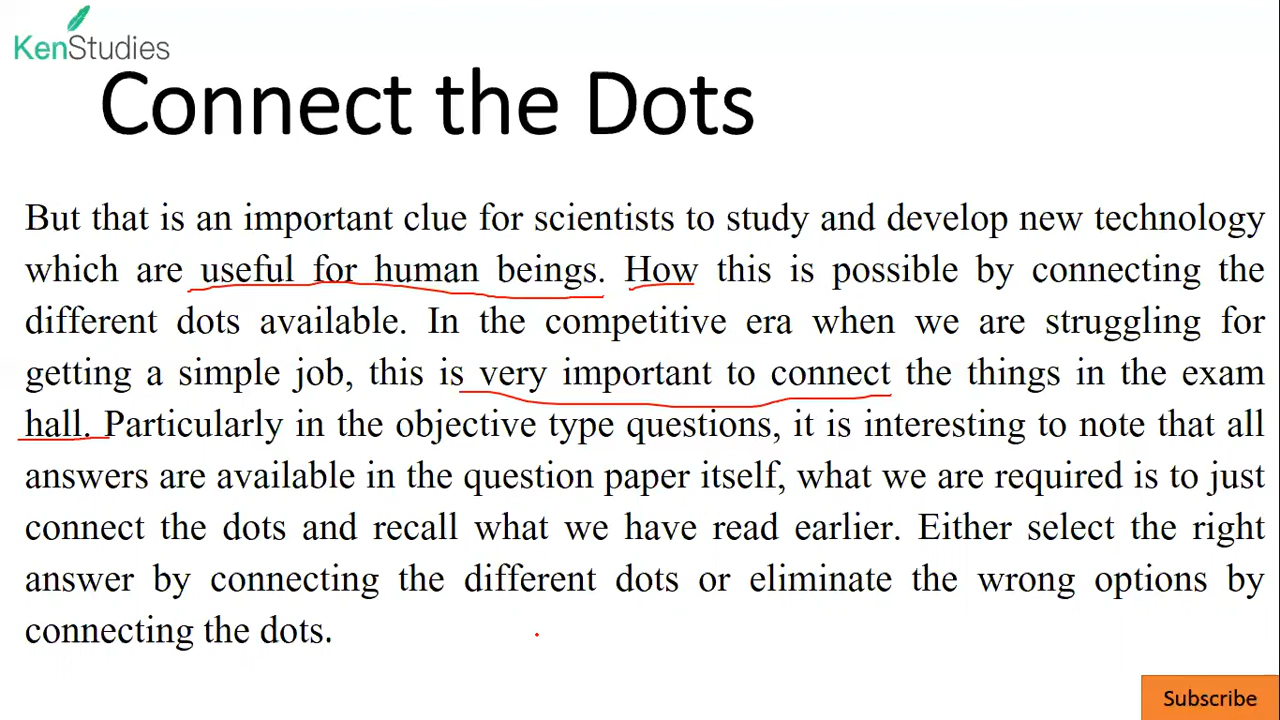 KenStudies
Connect the Dots
But that is an important clue for scientists to study and develop new technology
which are useful for human beings. How this is possible by connecting the
different dots available. In the competitive era when we are struggling for
getting a simple job, this is very important to connect the things in the exam
hall. Particularly in the objective type questions, it is interesting to note that all
answers are available in the question paper itself, what we are required is to just
connect the dots and recall what we have read earlier. Either select the right
answer by connecting the different dots or eliminate the wrong options by
connecting the dots.
Subscribe